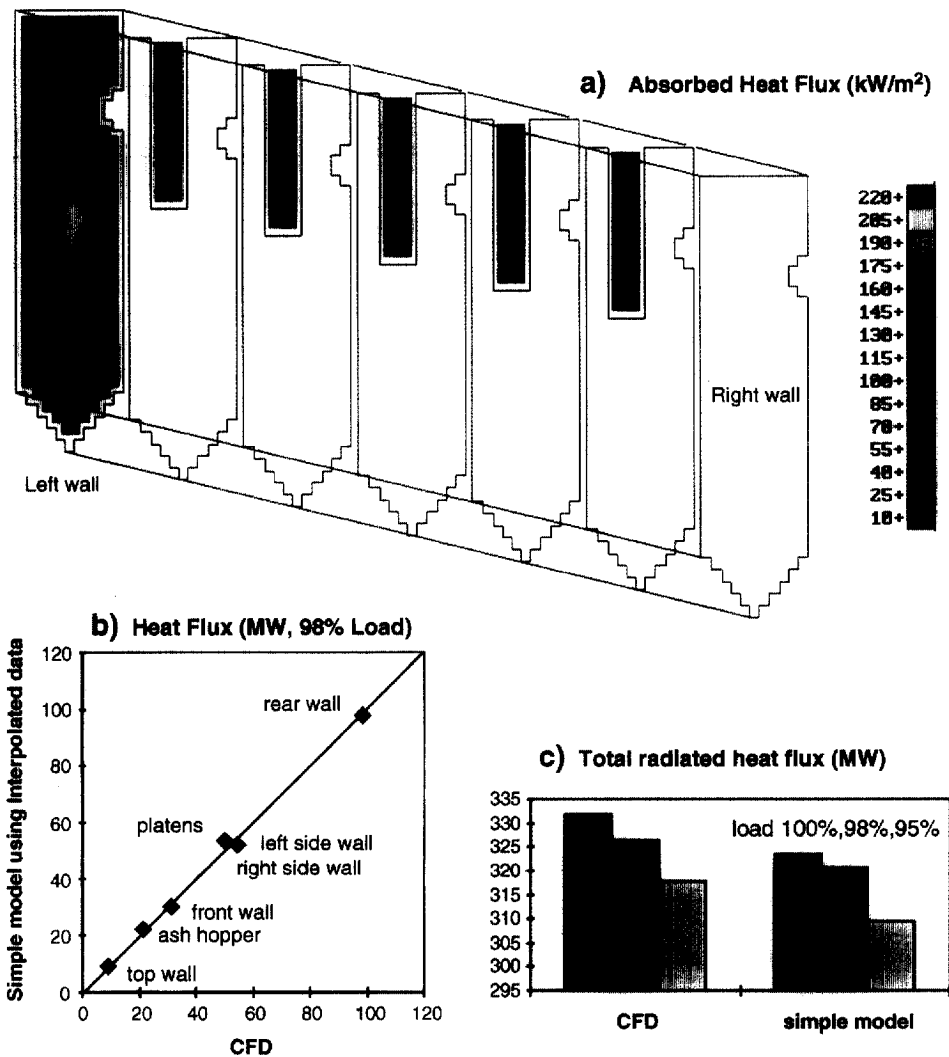 a) Absorbed Heat Flux (kW/m²)
220+
205+
190+
175+
160+
145+
130+
115+
100+
85+
70+
55+
40+
25+
10+
Right wall
Left wall
b) Heat Flux (MW, 98% Load)
Simple model using Interpolated data
120
100
80
60
40
20
0
rear wall
platens
left side wall
right side wall
front wall
ash hopper
top wall
0 20 40 60 80 100 120
CFD
c) Total radiated heat flux (MW)
335
330
325
320
315
310
305
300
295
load 100%,98%,95%
CFD simple model